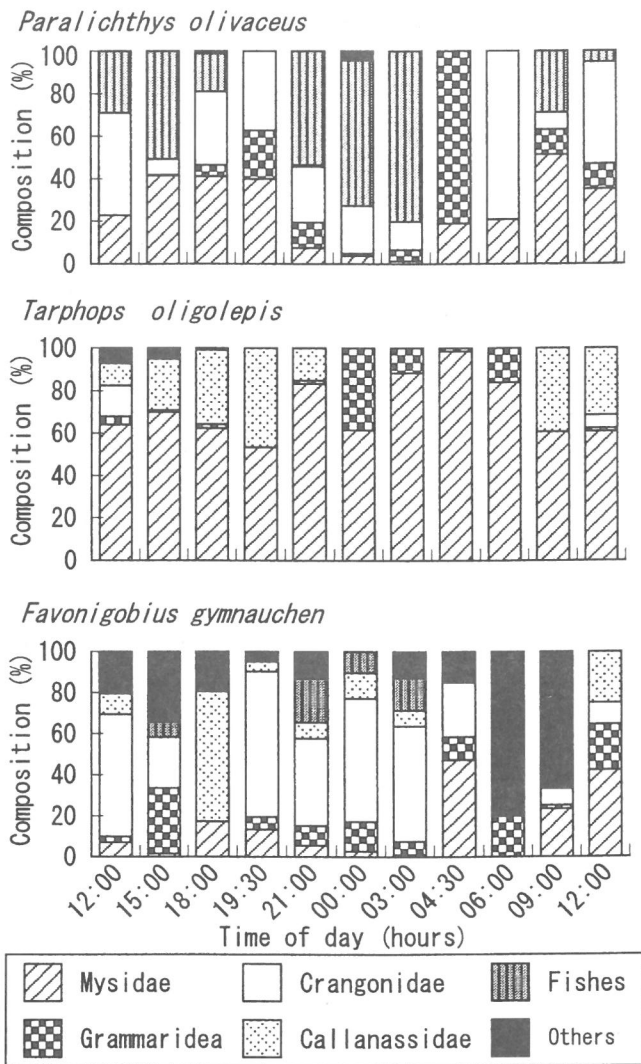 Paralichthys olivaceus
Composition (%)
100
80
60
40
20
0
Tarphops oligolepis
Composition (%)
100
80
60
40
20
0
Favonigobius gymnauchen
Composition (%)
100
80
60
40
20
0
12:00 15:00 18:00 19:30 21:00 00:00 03:00 04:30 06:00 09:00 12:00
Time of day (hours)
Mysidae Crangonidae Fishes
Grammaridea Callanassidae Others